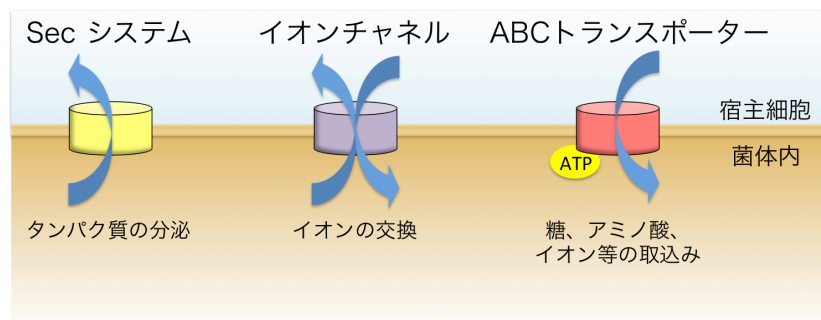 Sec システム
イオンチャネル
ABCトランスポーター
宿主細胞
菌体内
ATP
タンパク質の分泌
イオンの交換
糖、アミノ酸、
イオン等の取込み